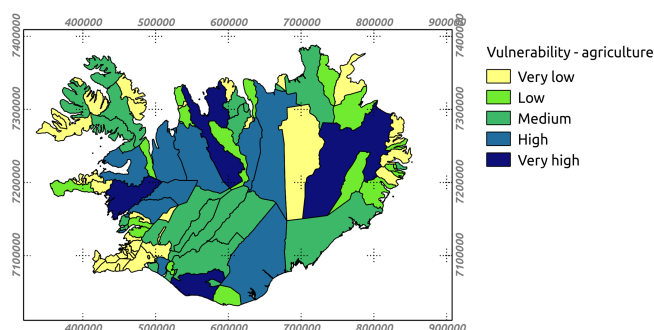 400000 500000 600000 700000 800000 900000
7400000 7400000
Vulnerability - agriculture
Very low
Low
Medium
High
Very high
7300000 7300000
7200000 7200000
7100000 7100000
400000 500000 600000 700000 800000 900000